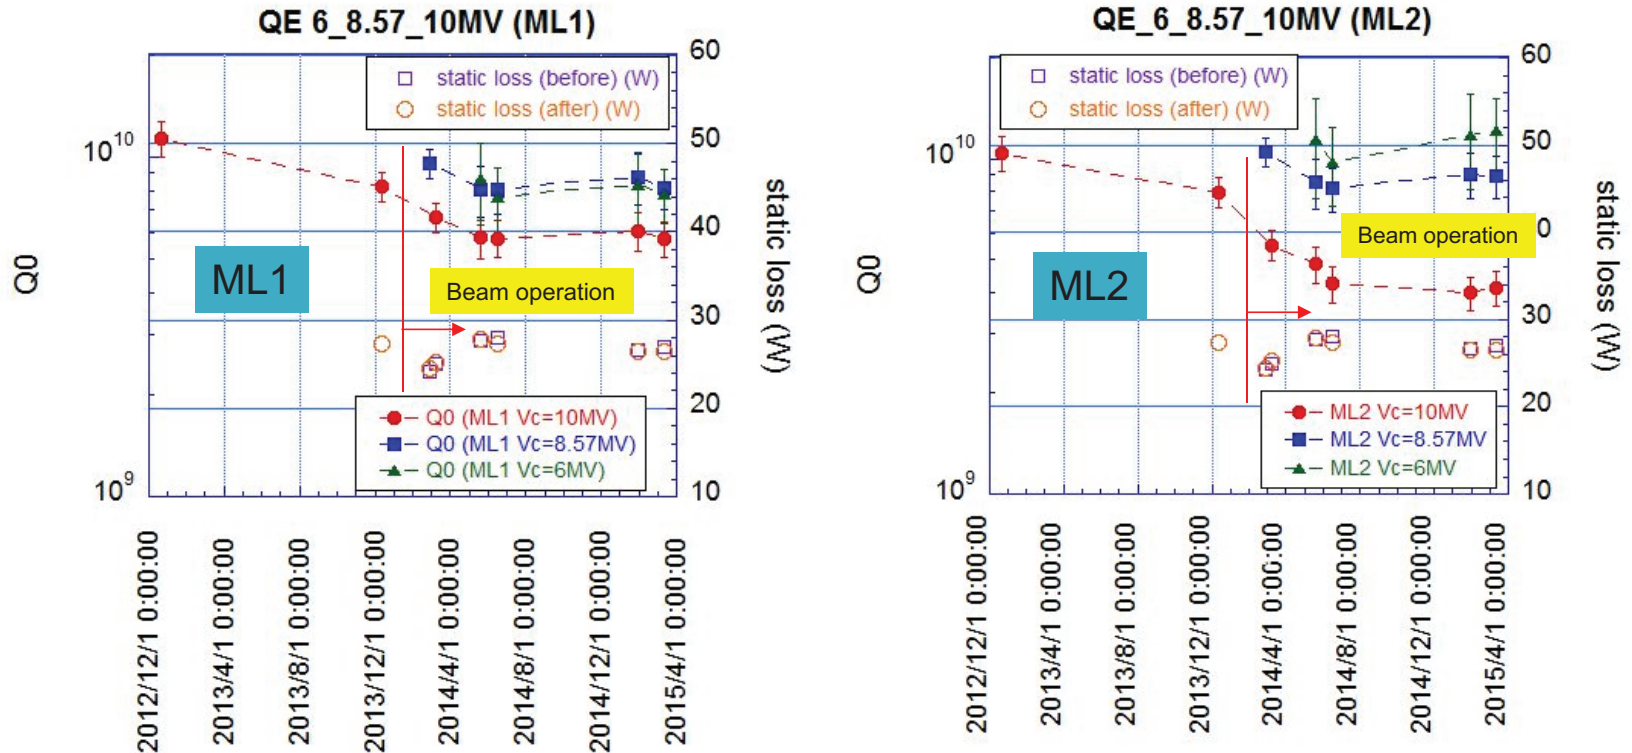 QE 6_8.57_10MV (ML1)
static loss (before) (W)
static loss (after) (W)
10^10
10^9
Q0
60
50
40
30
20
10
static loss (W)
ML1
Beam operation
Q0 (ML1 Vc=10MV)
Q0 (ML1 Vc=8.57MV)
Q0 (ML1 Vc=6MV)
2012/12/1 0:00:00
2013/4/1 0:00:00
2013/8/1 0:00:00
2013/12/1 0:00:00
2014/4/1 0:00:00
2014/8/1 0:00:00
2014/12/1 0:00:00
2015/4/1 0:00:00
QE_6_8.57_10MV (ML2)
static loss (before) (W)
static loss (after) (W)
10^10
10^9
Q0
60
50
0
30
20
10
static loss (W)
ML2
Beam operation
ML2 Vc=10MV
ML2 Vc=8.57MV
ML2 Vc=6MV
2012/12/1 0:00:00
2013/4/1 0:00:00
2013/8/1 0:00:00
2013/12/1 0:00:00
2014/4/1 0:00:00
2014/8/1 0:00:00
2014/12/1 0:00:00
2015/4/1 0:00:00